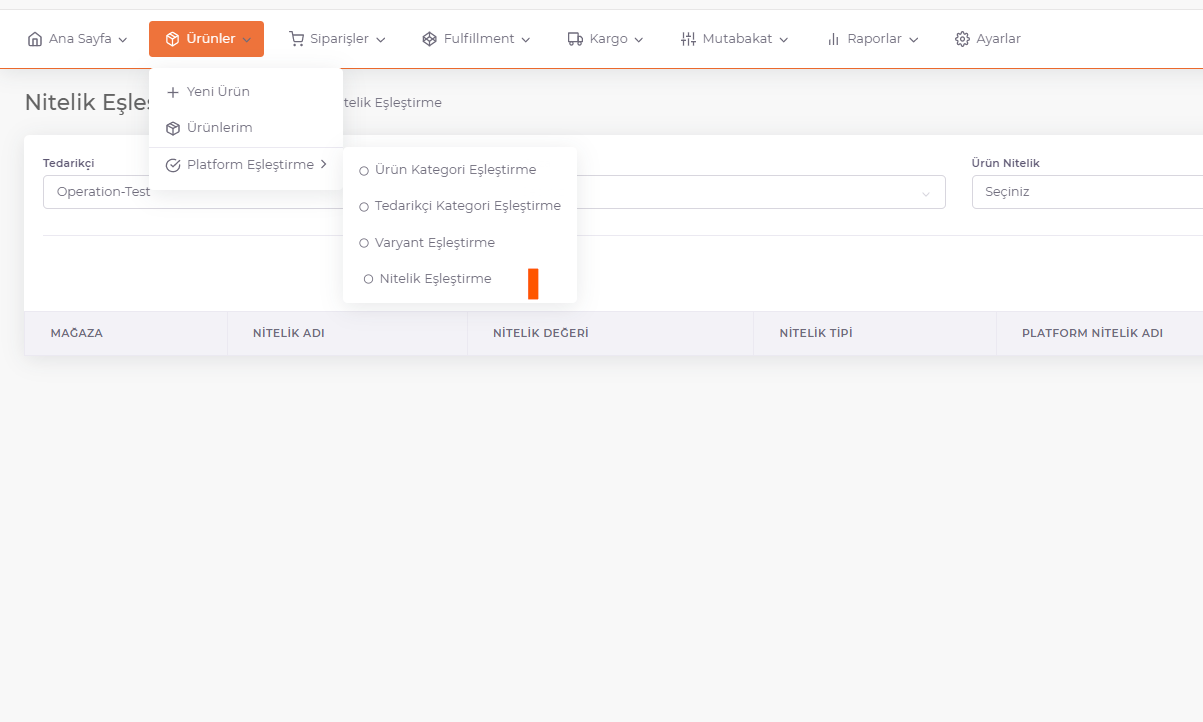 Ana Sayfa Ürünler Siparişler Fulfillment Kargo Mutabakat Raporlar Ayarlar
Yeni Ürün
Nitelik Eşleş telik Eşleştirme
Ürünlerim
Platform Eşleştirme
Tedarikçi Ürün Nitelik
Operation-Test Seçiniz
Ürün Kategori Eşleştirme
Tedarikçi Kategori Eşleştirme
Varyant Eşleştirme
Nitelik Eşleştirme
MAĞAZA NİTELİK ADI NİTELİK DEĞERİ NİTELİK TİPİ PLATFORM NİTELİK ADI